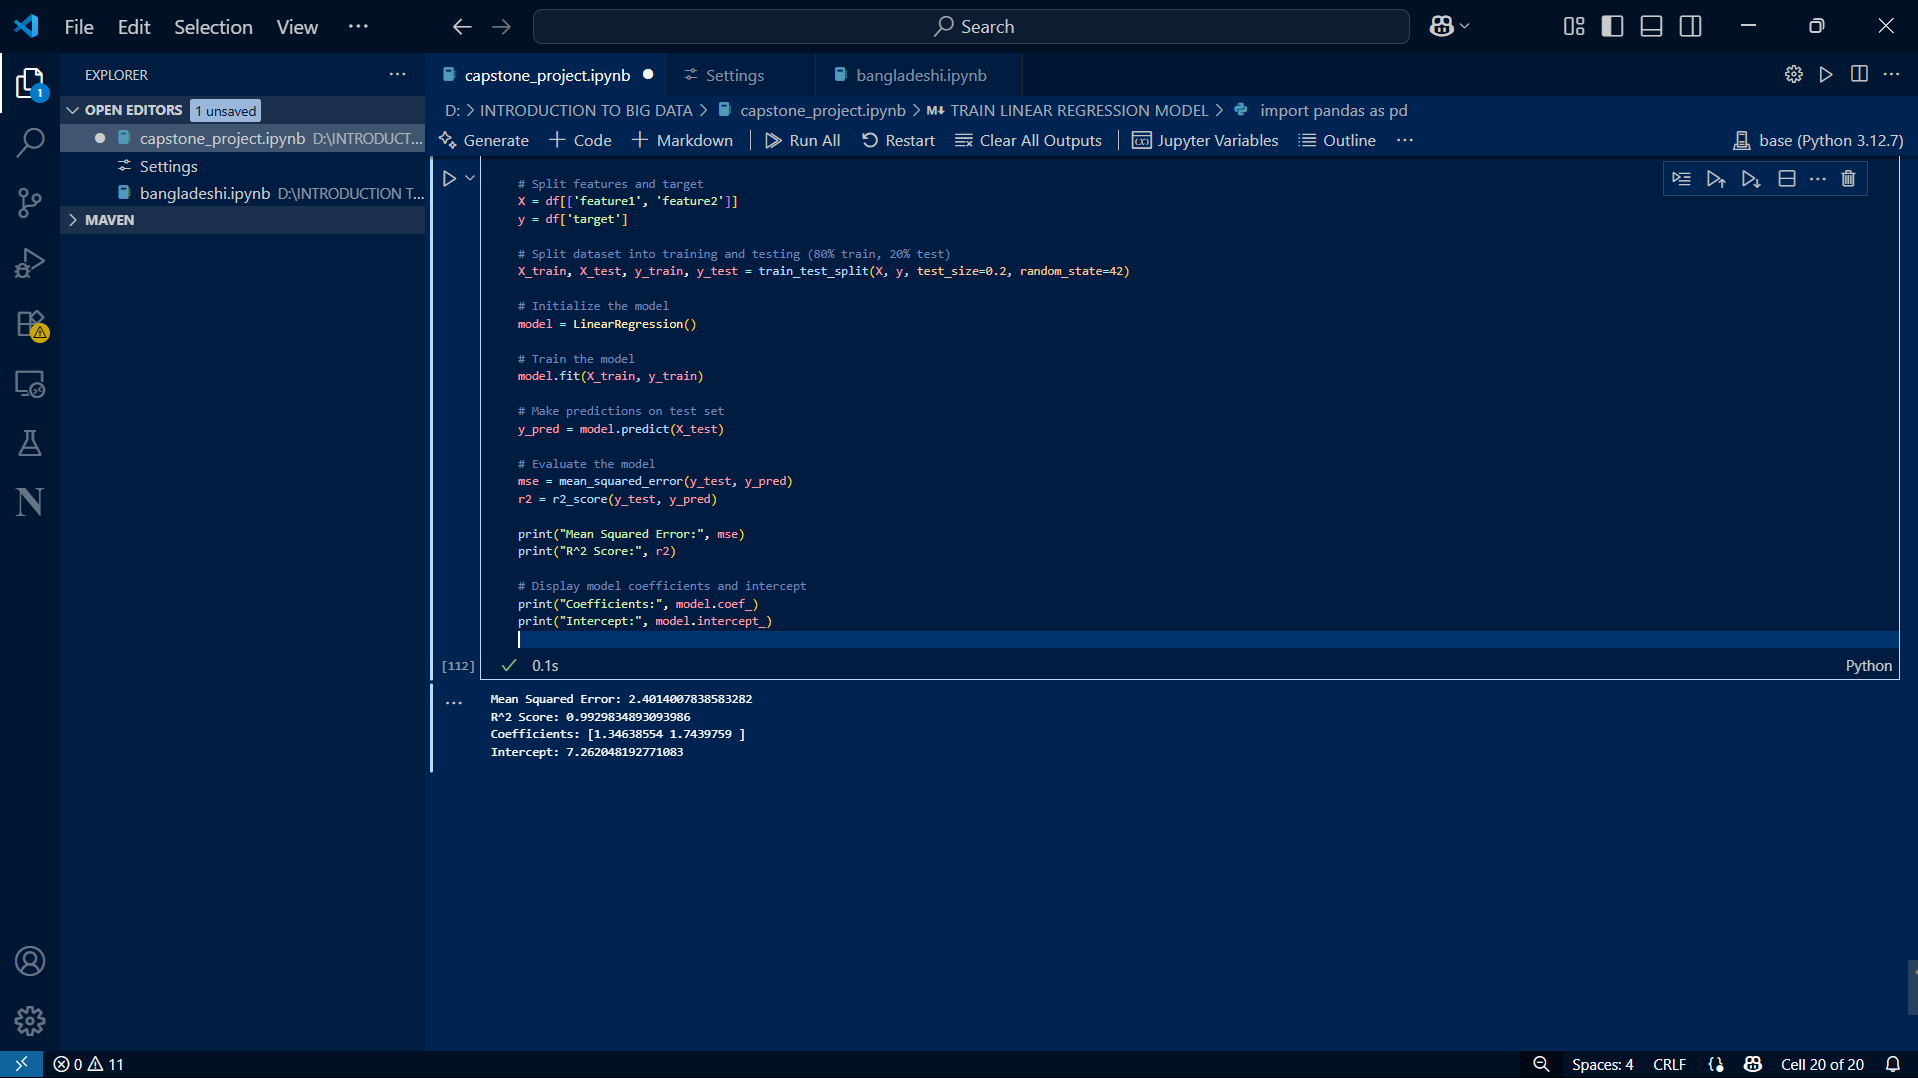 File Edit Selection View ···
Search
EXPLORER ···
OPEN EDITORS 1 unsaved
capstone_project.ipynb D:\INTRODUCT...
Settings
bangladeshi.ipynb D:\INTRODUCTION T...
MAVEN
1
N
capstone_project.ipynb Settings bangladeshi.ipynb
D: > INTRODUCTION TO BIG DATA > capstone_project.ipynb > M↓ TRAIN LINEAR REGRESSION MODEL > import pandas as pd
Generate + Code + Markdown Run All Restart Clear All Outputs Jupyter Variables Outline ··· base (Python 3.12.7)
# Split features and target
X = df[['feature1', 'feature2']]
y = df['target']
# Split dataset into training and testing (80% train, 20% test)
X_train, X_test, y_train, y_test = train_test_split(X, y, test_size=0.2, random_state=42)
# Initialize the model
model = LinearRegression()
# Train the model
model.fit(X_train, y_train)
# Make predictions on test set
y_pred = model.predict(X_test)
# Evaluate the model
mse = mean_squared_error(y_test, y_pred)
r2 = r2_score(y_test, y_pred)
print("Mean Squared Error:", mse)
print("R^2 Score:", r2)
# Display model coefficients and intercept
print("Coefficients:", model.coef_)
print("Intercept:", model.intercept_)
[112] 0.1s Python
Mean Squared Error: 2.4014007838583282
R^2 Score: 0.9929834893093986
Coefficients: [1.34638554 1.7439759 ]
Intercept: 7.262048192771083
0 11 Spaces: 4 CRLF Cell 20 of 20